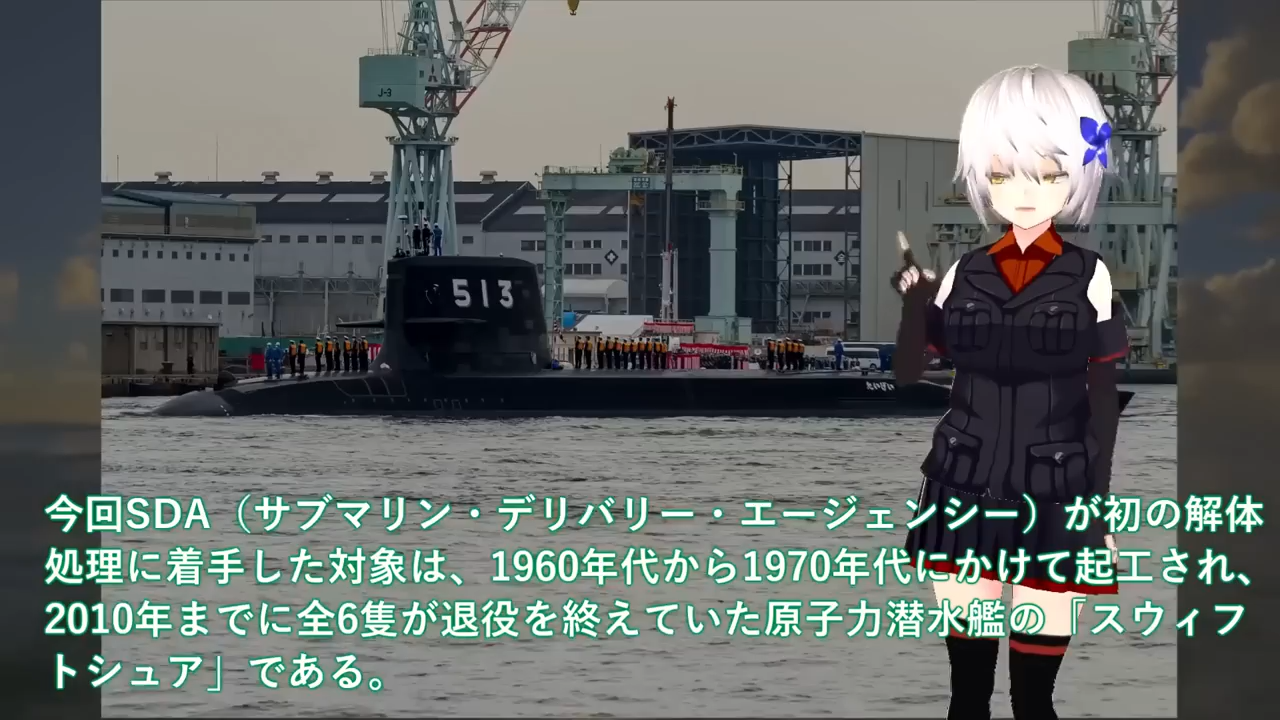 J-3
513
たいげい
今回SDA（サブマリン・デリバリー・エージェンシー）が初の解体
処理に着手した対象は、1960年代から1970年代にかけて起工され、
2010年までに全6隻が退役を終えていた原子力潜水艦の「スウィフ
トシュア」である。